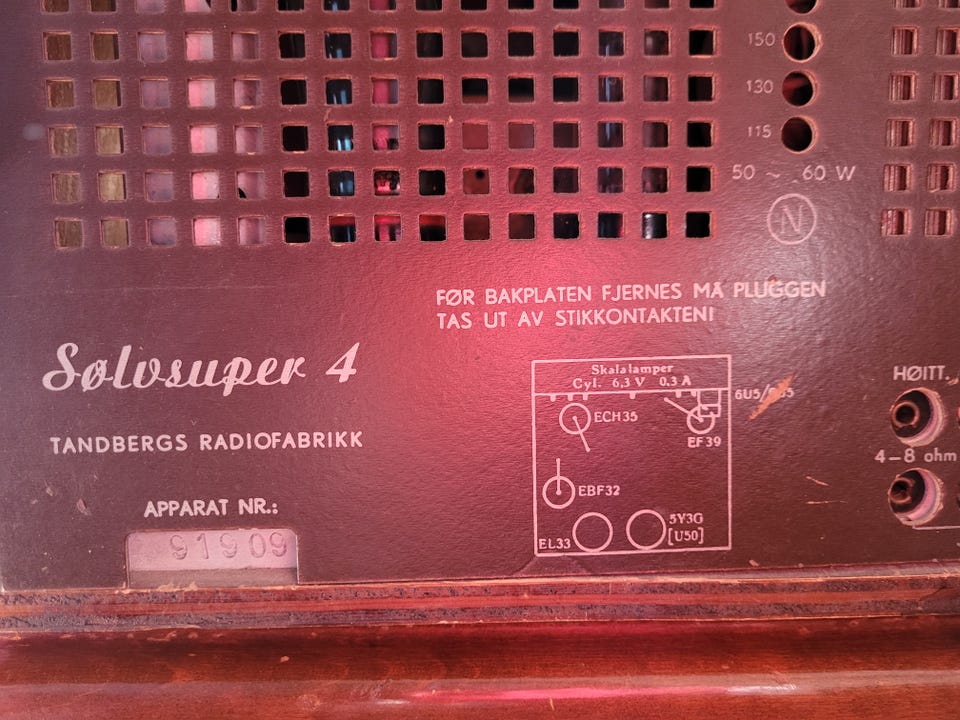 150
130
115
50 ~ 60 W
N
FØR BAKPLATEN FJERNES MÅ PLUGGEN
TAS UT AV STIKKONTAKTEN!
Sølvsuper 4
TANDBERGS RADIOFABRIKK
APPARAT NR.:
91909
Skalalamper
Cyl. 6,3 V 0,3 A
6U5/
ECH35
EF39
EBF32
EL33
5Y3G
[U50]
HØITT.
4-8 ohm